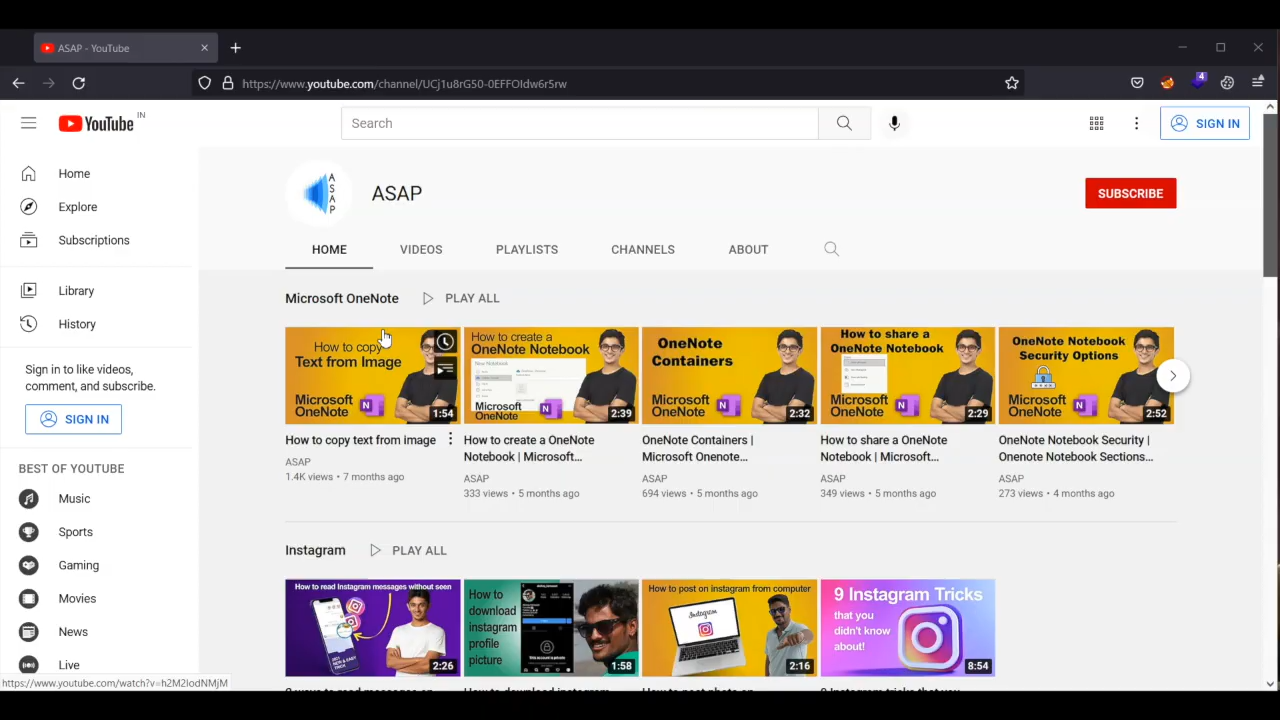 ASAP - YouTube
4
https://www.youtube.com/channel/UCj1u8rG50-0EFFOIdw6r5rw
YouTube IN
Search
SIGN IN
Home
Explore
Subscriptions
Library
History
Sign in to like videos,
comment, and subscribe.
SIGN IN
BEST OF YOUTUBE
Music
Sports
Gaming
Movies
News
Live
ASAP
ASAP
SUBSCRIBE
HOME
VIDEOS
PLAYLISTS
CHANNELS
ABOUT
Microsoft OneNote
PLAY ALL
How to copy
Text from Image
Microsoft
OneNote
N
1:54
How to create a
OneNote Notebook
Microsoft
OneNote
N
2:39
OneNote
Containers
Microsoft
OneNote
N
2:32
How to share a
OneNote Notebook
Microsoft
OneNote
N
2:29
OneNote Notebook
Security Options
Microsoft
OneNote
N
2:52
How to copy text from image
ASAP
1.4K views • 7 months ago
How to create a OneNote
Notebook | Microsoft...
ASAP
333 views • 5 months ago
OneNote Containers |
Microsoft Onenote...
ASAP
694 views • 5 months ago
How to share a OneNote
Notebook | Microsoft...
ASAP
349 views • 5 months ago
OneNote Notebook Security |
Onenote Notebook Sections...
ASAP
273 views • 4 months ago
Instagram
PLAY ALL
How to read Instagram messages without seen
2:26
How to
download
instagram
profile
picture
1:58
How to post on instagram from computer
Instagram
2:16
9 Instagram Tricks
that you
didn't know
about!
8:54
https://www.youtube.com/watch?v=h2M2IodNMjM